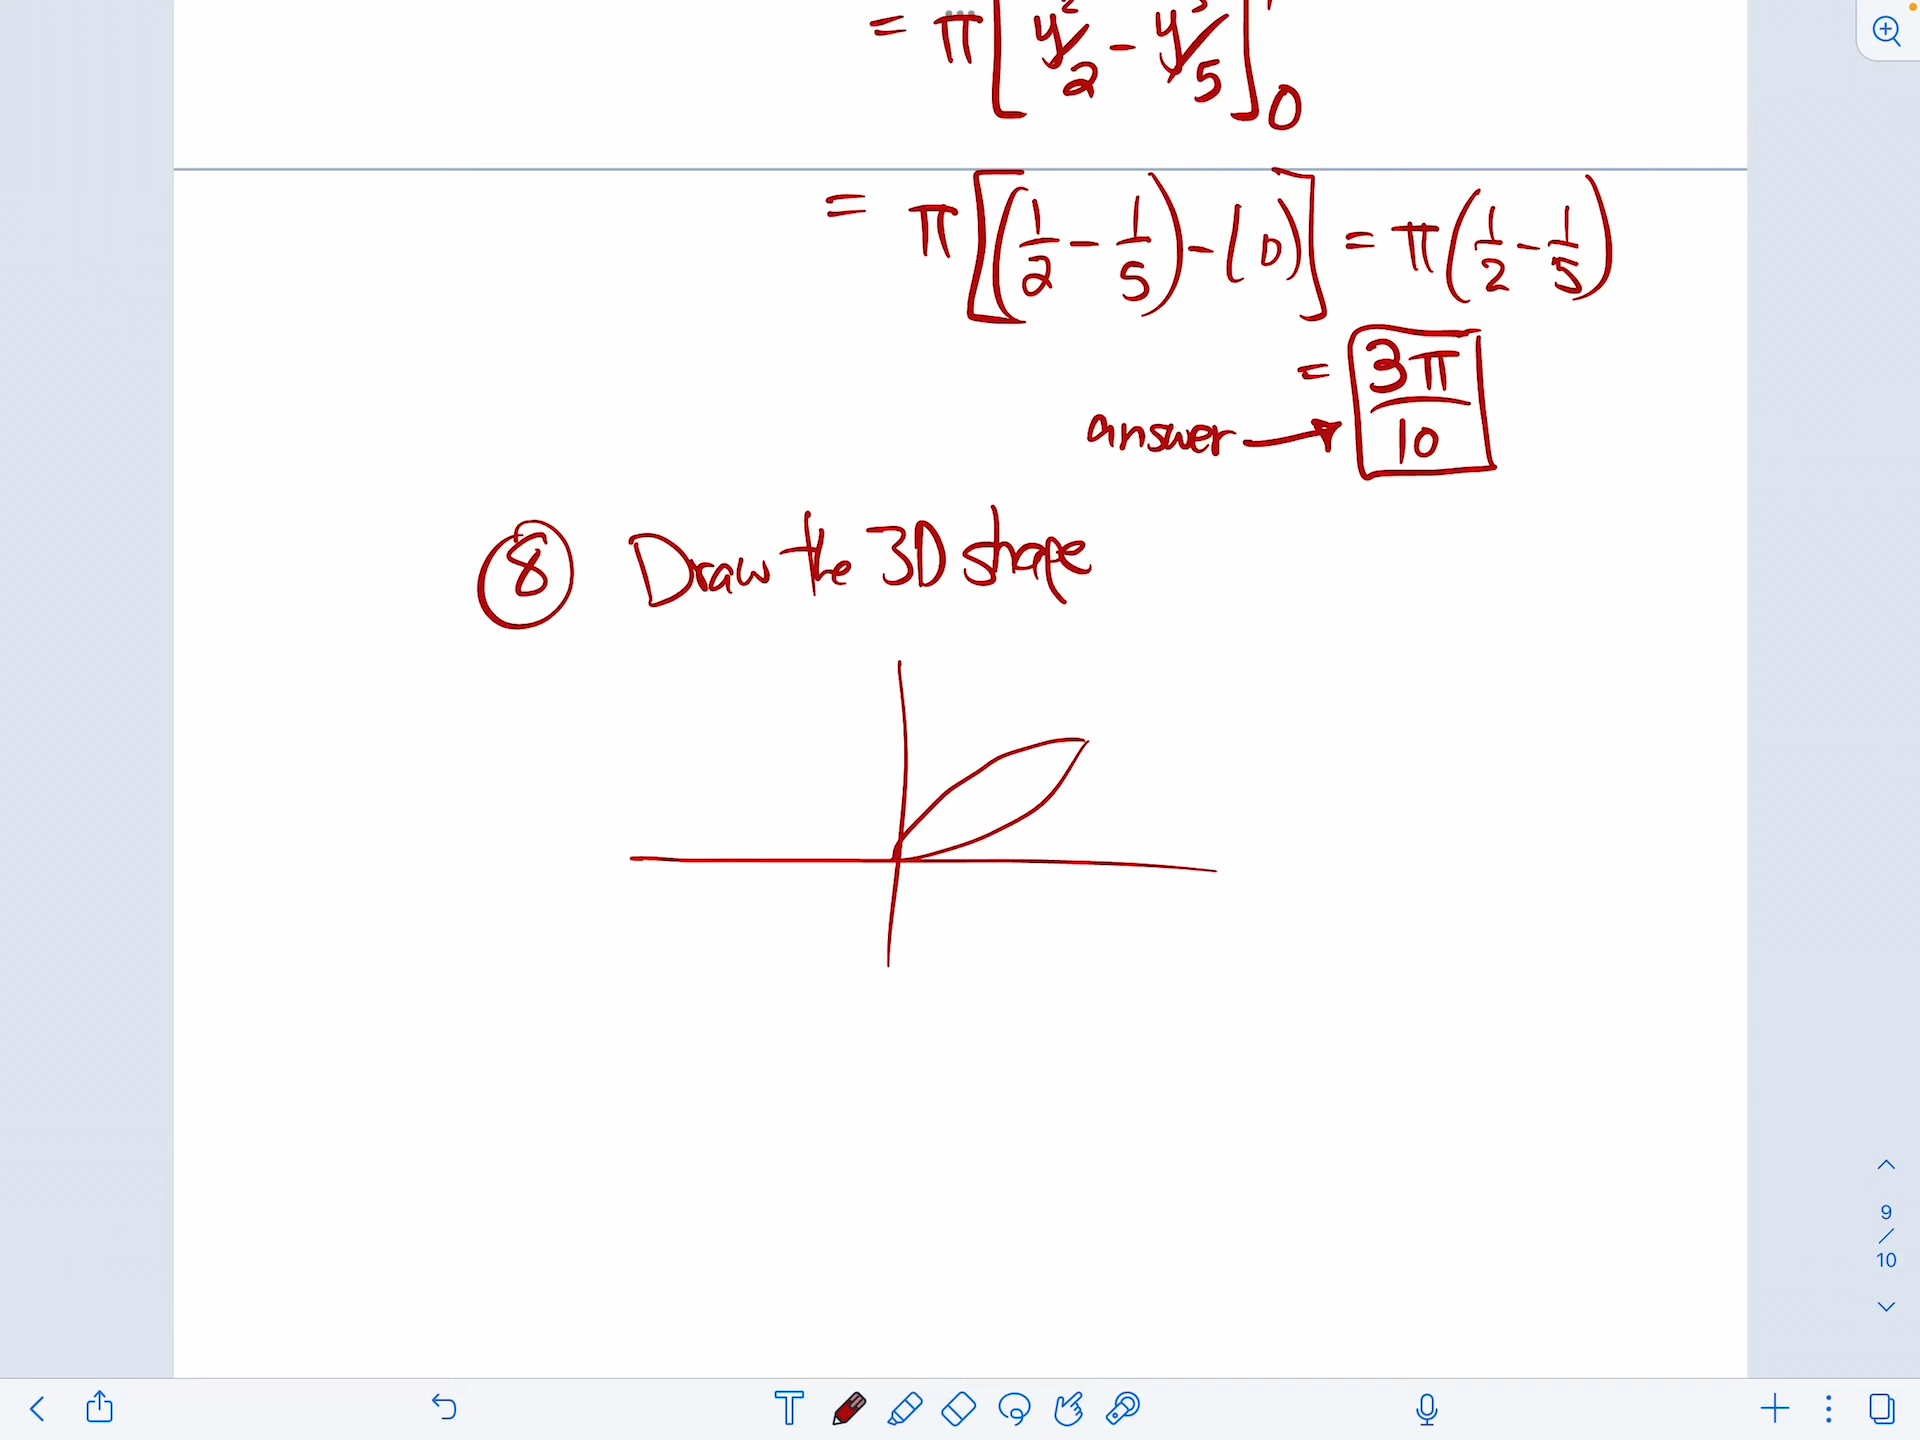 = π[y²/2 - y⁵/5]₀
= π[(1/2 - 1/5) - (0)] = π(1/2 - 1/5)
= 3π/10
answer →
⑧ Draw the 3D shape
9
/
10
T